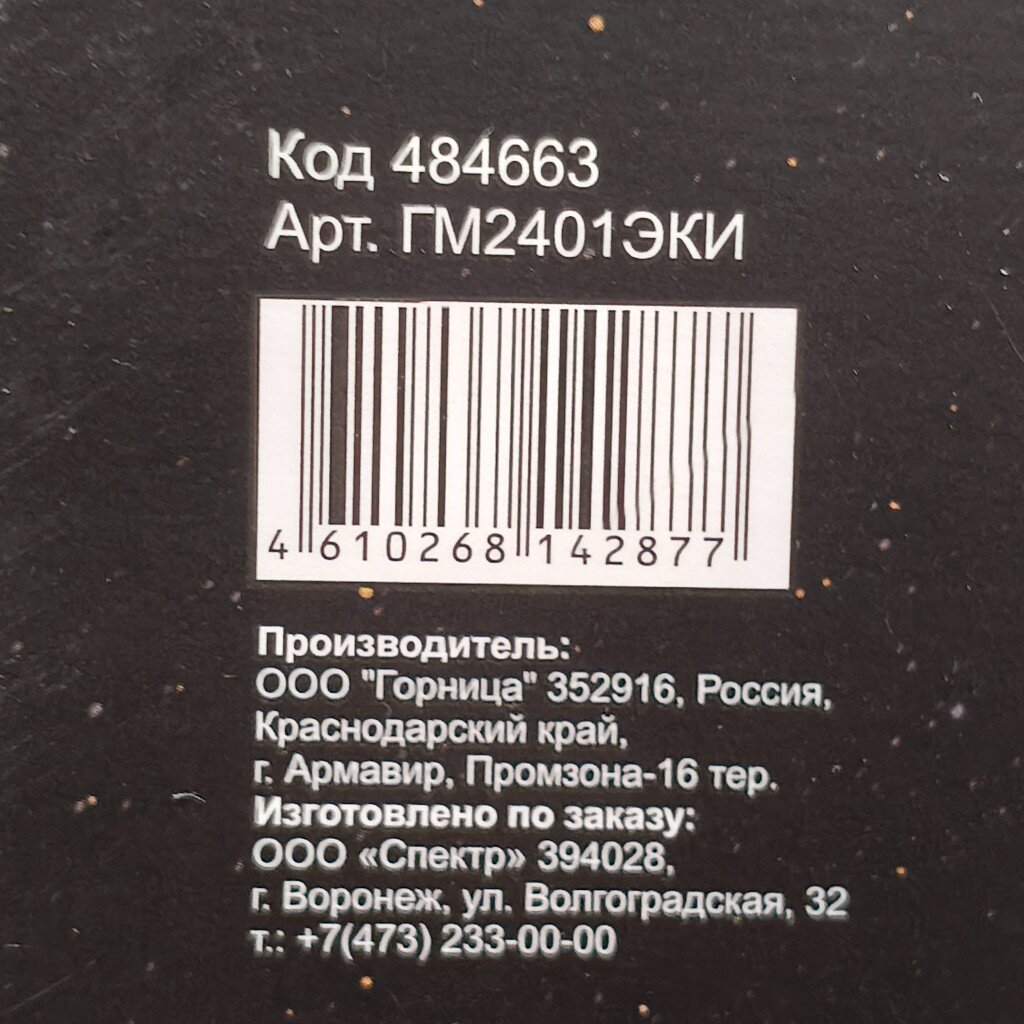 Код 484663
Арт. ГМ2401ЭКИ
4 610268 142877
Производитель:
ООО "Горница" 352916, Россия,
Краснодарский край,
г. Армавир, Промзона-16 тер.
Изготовлено по заказу:
ООО «Спектр» 394028,
г. Воронеж, ул. Волгоградская, 32
т.: +7(473) 233-00-00